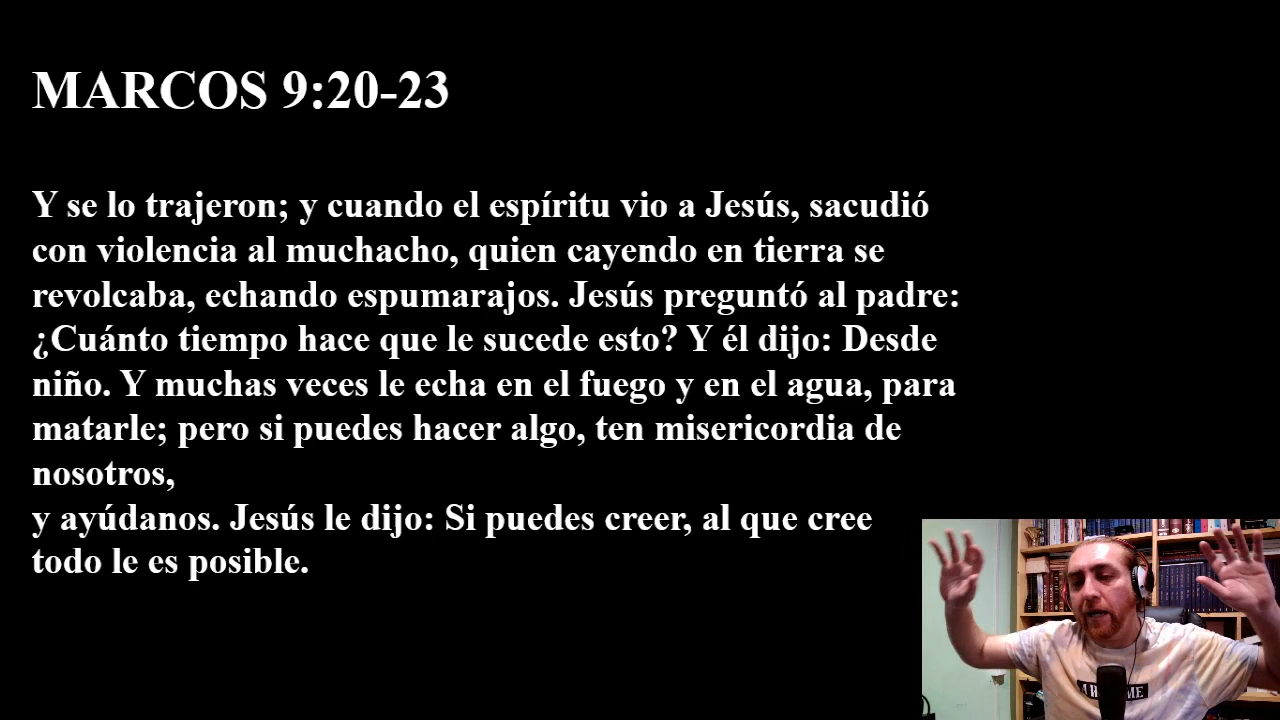 MARCOS 9:20-23
Y se lo trajeron; y cuando el espíritu vio a Jesús, sacudió
con violencia al muchacho, quien cayendo en tierra se
revolcaba, echando espumarajos. Jesús preguntó al padre:
¿Cuánto tiempo hace que le sucede esto? Y él dijo: Desde
niño. Y muchas veces le echa en el fuego y en el agua, para
matarle; pero si puedes hacer algo, ten misericordia de
nosotros,
y ayúdanos. Jesús le dijo: Si puedes creer, al que cree
todo le es posible.